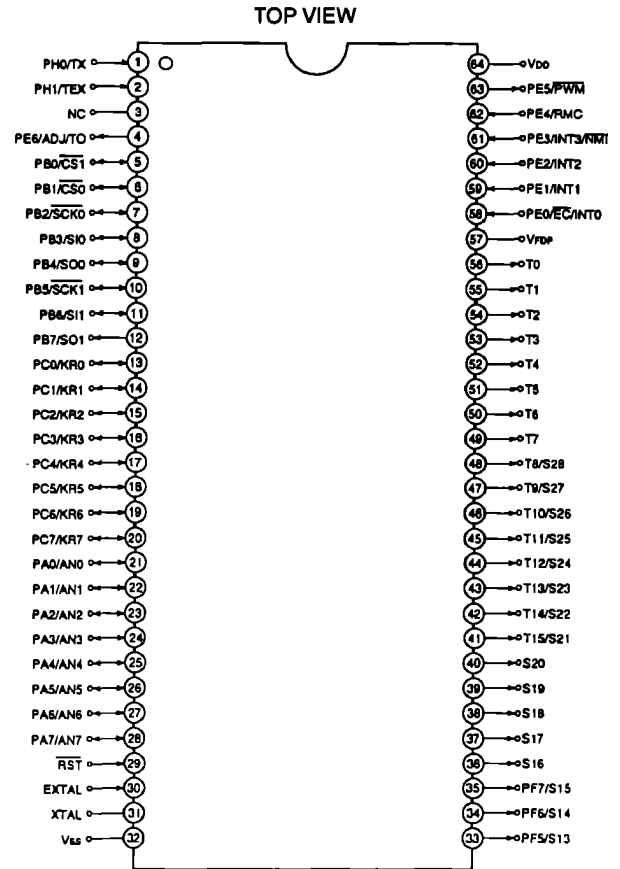 TOP VIEW
PH0/TX 1 64 VDD
PH1/TEX 2 63 PE5/PWM
NC 3 62 PE4/RMC
PE6/ADJ/TO 4 61 PE3/INT3/NMI
PB0/CS1 5 60 PE2/INT2
PB1/CS0 6 59 PE1/INT1
PB2/SCK0 7 58 PE0/EC/INT0
PB3/SI0 8 57 VFDP
PB4/SO0 9 56 T0
PB5/SCK1 10 55 T1
PB6/SI1 11 54 T2
PB7/SO1 12 53 T3
PC0/KR0 13 52 T4
PC1/KR1 14 51 T5
PC2/KR2 15 50 T6
PC3/KR3 16 49 T7
PC4/KR4 17 48 T8/S28
PC5/KR5 18 47 T9/S27
PC6/KR6 19 46 T10/S26
PC7/KR7 20 45 T11/S25
PA0/AN0 21 44 T12/S24
PA1/AN1 22 43 T13/S23
PA2/AN2 23 42 T14/S22
PA3/AN3 24 41 T15/S21
PA4/AN4 25 40 S20
PA5/AN5 26 39 S19
PA6/AN6 27 38 S18
PA7/AN7 28 37 S17
RST 29 36 S16
EXTAL 30 35 PF7/S15
XTAL 31 34 PF6/S14
VSS 32 33 PF5/S13